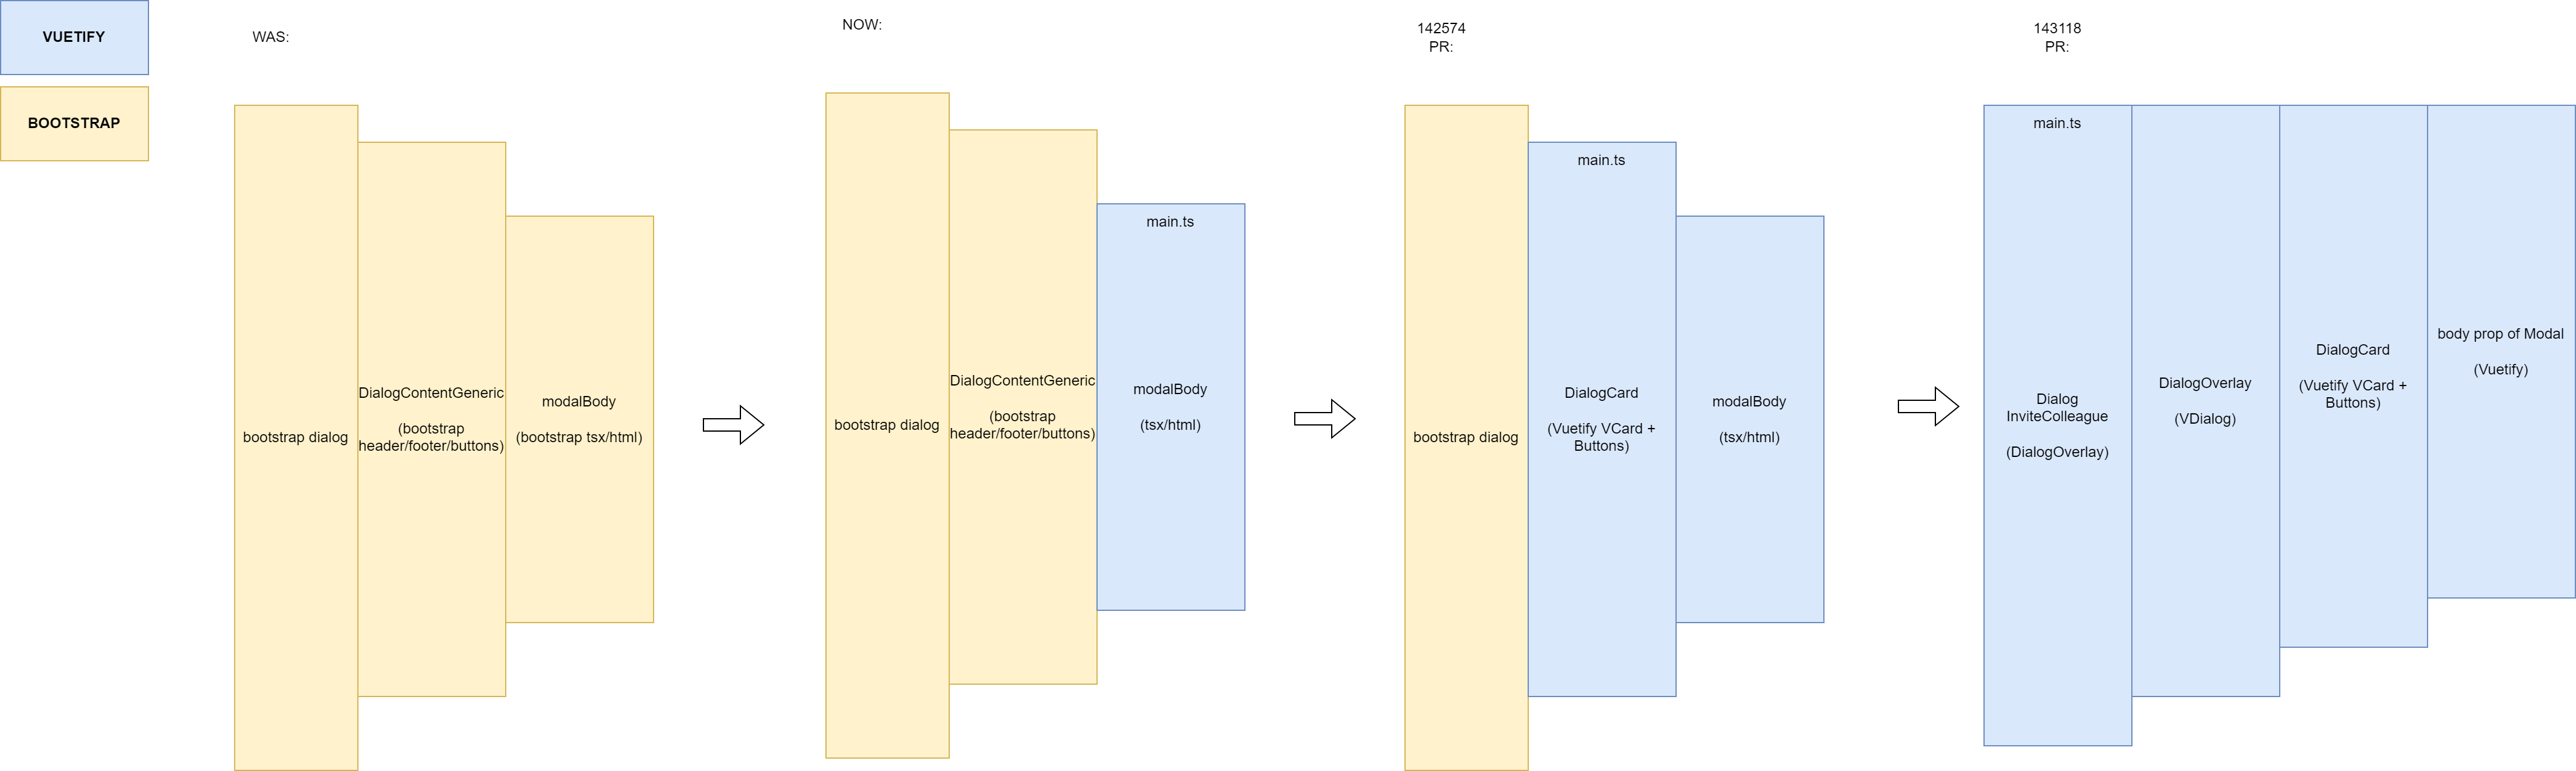 VUETIFY
BOOTSTRAP
WAS:
bootstrap dialog
DialogContentGeneric
(bootstrap
header/footer/buttons)
modalBody
(bootstrap tsx/html)
NOW:
bootstrap dialog
DialogContentGeneric
(bootstrap
header/footer/buttons)
main.ts
modalBody
(tsx/html)
142574
PR:
bootstrap dialog
main.ts
DialogCard
(Vuetify VCard +
Buttons)
modalBody
(tsx/html)
143118
PR:
main.ts
Dialog
InviteColleague
(DialogOverlay)
DialogOverlay
(VDialog)
DialogCard
(Vuetify VCard +
Buttons)
body prop of Modal
(Vuetify)